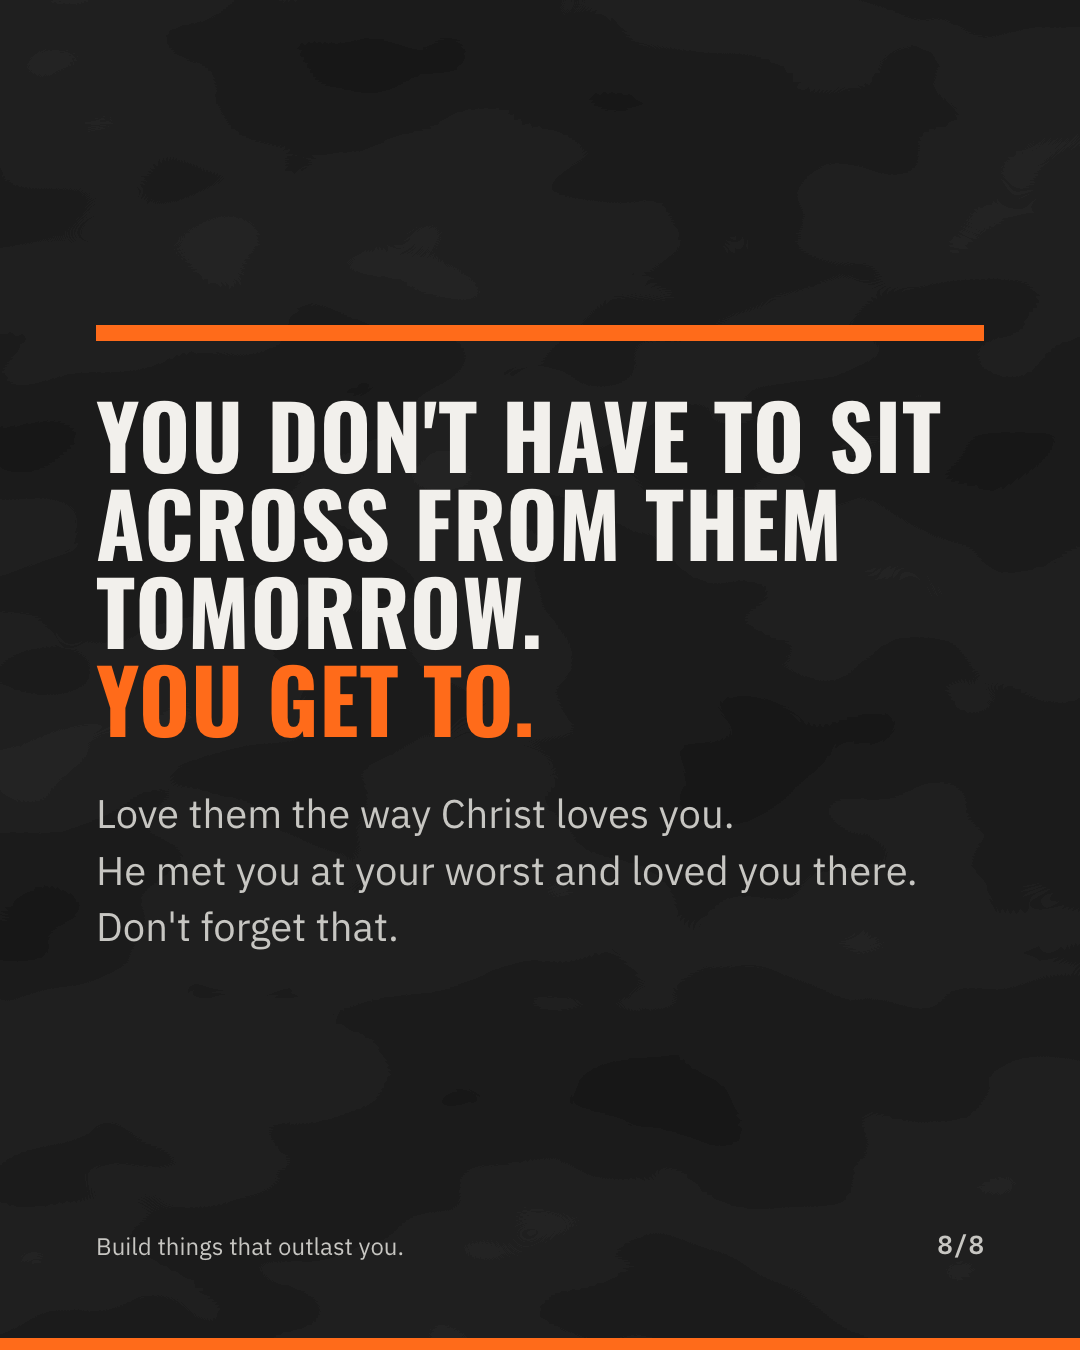 YOU DON'T HAVE TO SIT
ACROSS FROM THEM
TOMORROW.
YOU GET TO.
Love them the way Christ loves you.
He met you at your worst and loved you there.
Don't forget that.
Build things that outlast you.
8/8